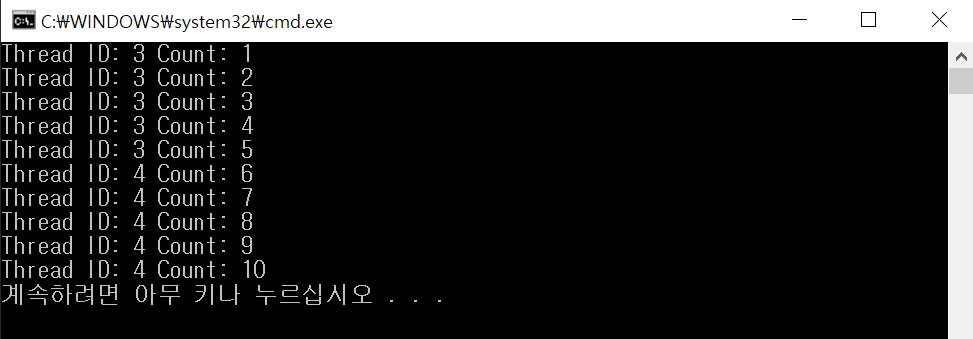 C:₩WINDOWS₩system32₩cmd.exe
Thread ID: 3 Count: 1
Thread ID: 3 Count: 2
Thread ID: 3 Count: 3
Thread ID: 3 Count: 4
Thread ID: 3 Count: 5
Thread ID: 4 Count: 6
Thread ID: 4 Count: 7
Thread ID: 4 Count: 8
Thread ID: 4 Count: 9
Thread ID: 4 Count: 10
계속하려면 아무 키나 누르십시오 . . .